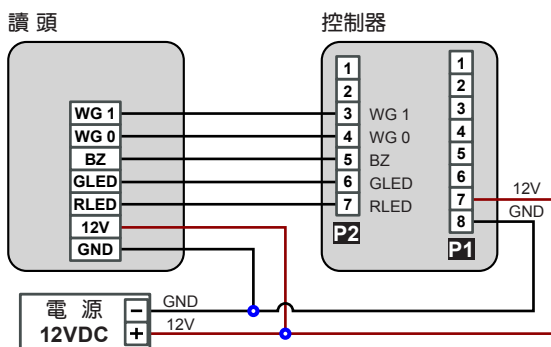 讀 頭
控制器
WG 1
WG 0
BZ
GLED
RLED
12V
GND
1
2
3
4
5
6
7
WG 1
WG 0
BZ
GLED
RLED
P2
1
2
3
4
5
6
7
8
P1
12V
GND
電 源
12VDC
−
+
GND
12V